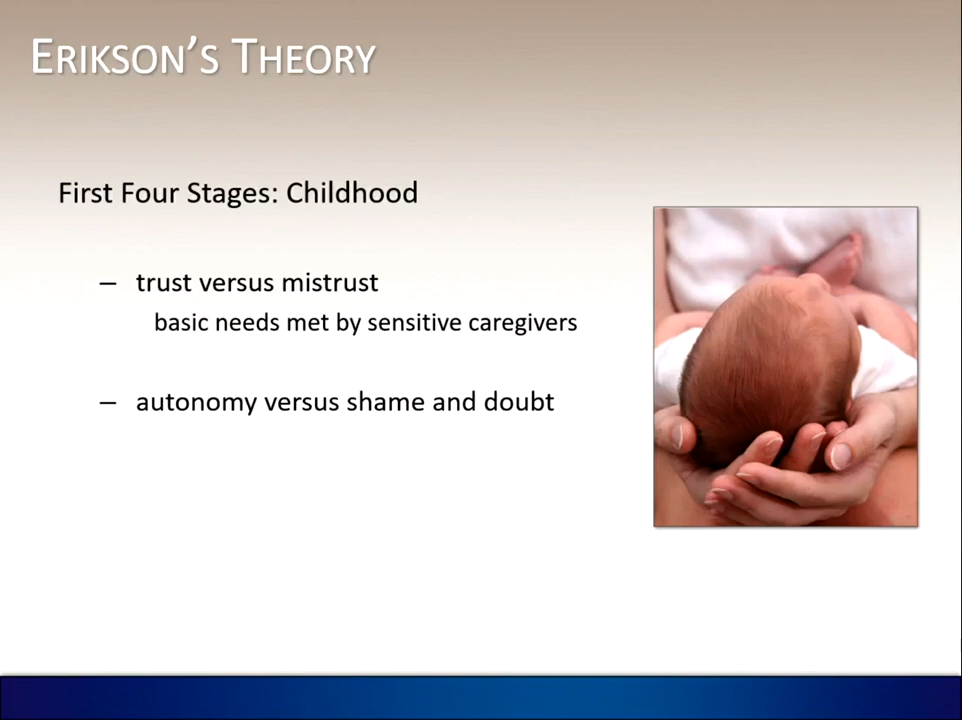 ERIKSON'S THEORY
First Four Stages: Childhood
– trust versus mistrust
basic needs met by sensitive caregivers
– autonomy versus shame and doubt